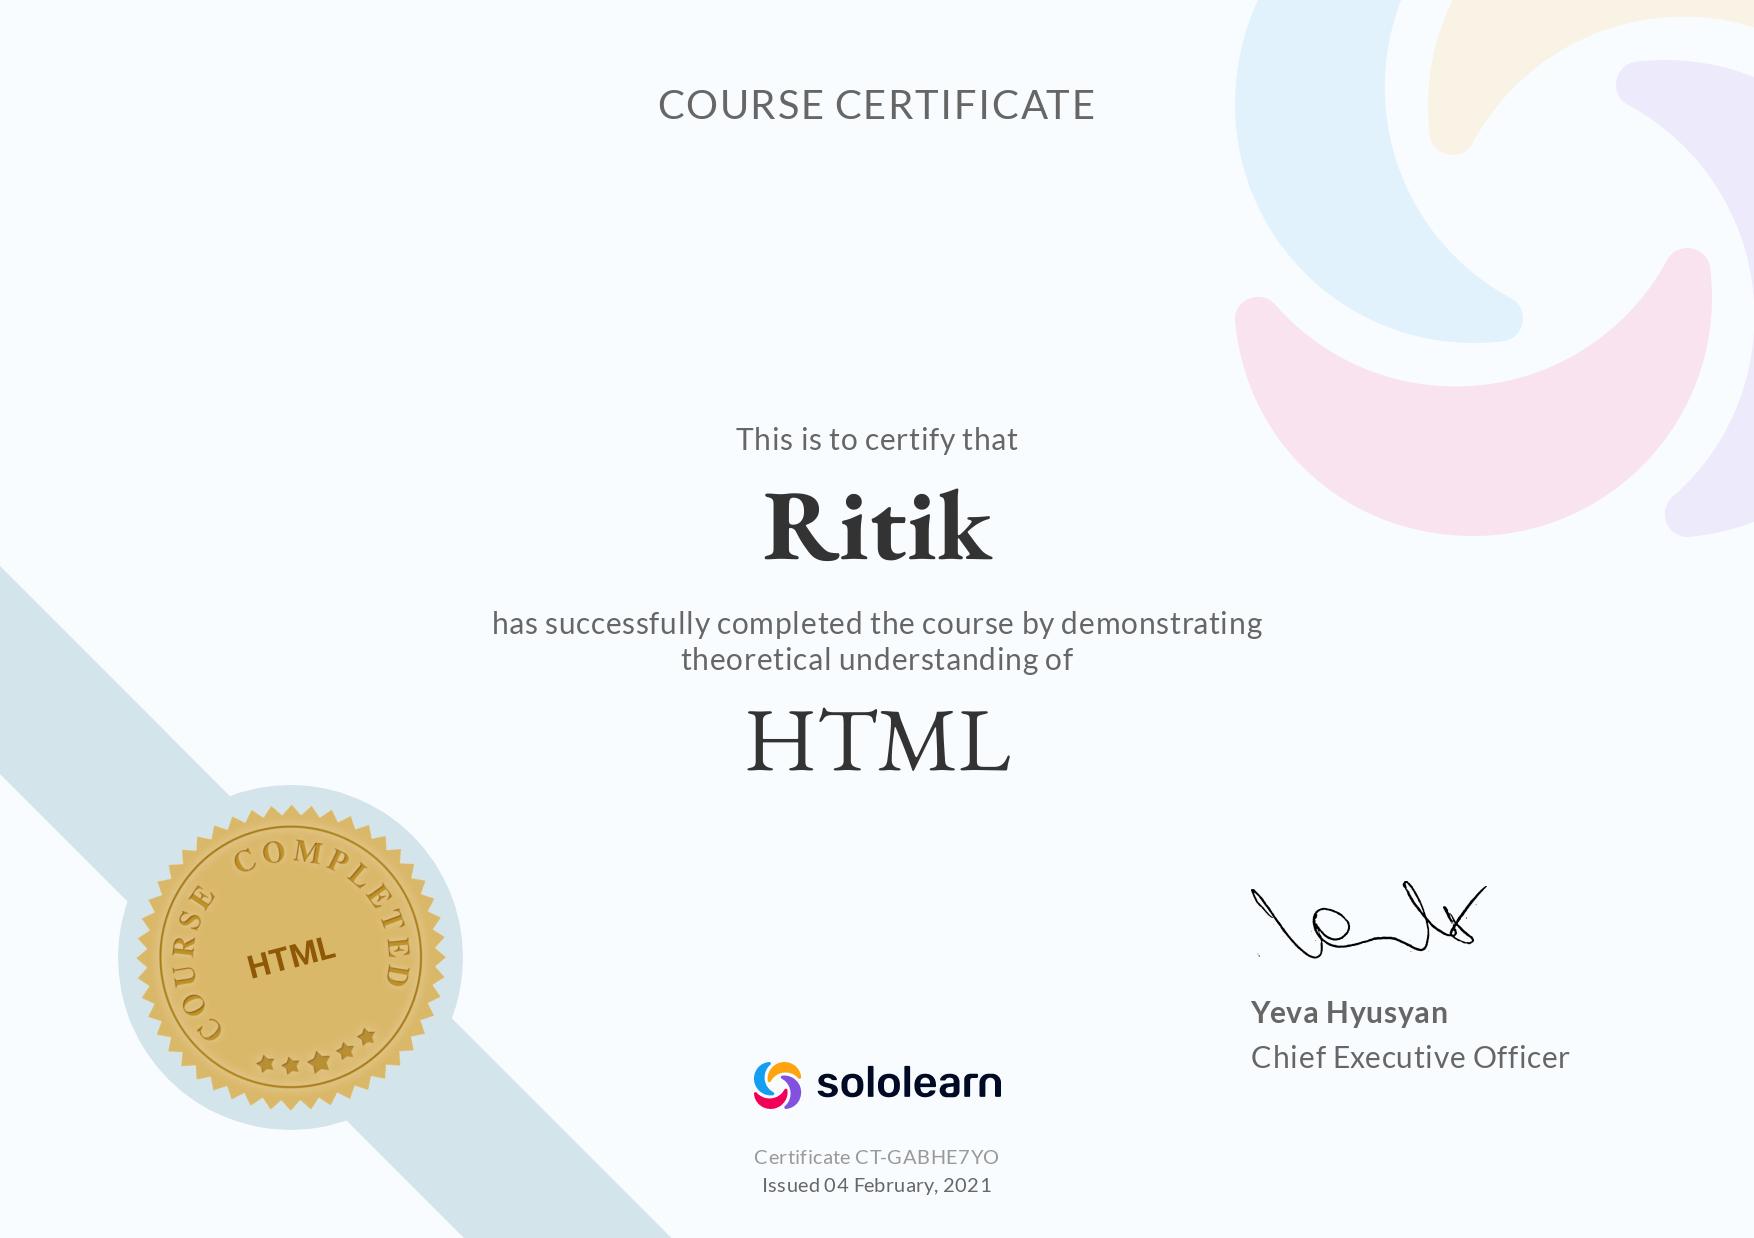 COURSE CERTIFICATE
This is to certify that
Ritik
has successfully completed the course by demonstrating
theoretical understanding of
HTML
COURSE COMPLETED
HTML
Yeva Hyusyan
Chief Executive Officer
sololearn
Certificate CT-GABHE7YO
Issued 04 February, 2021